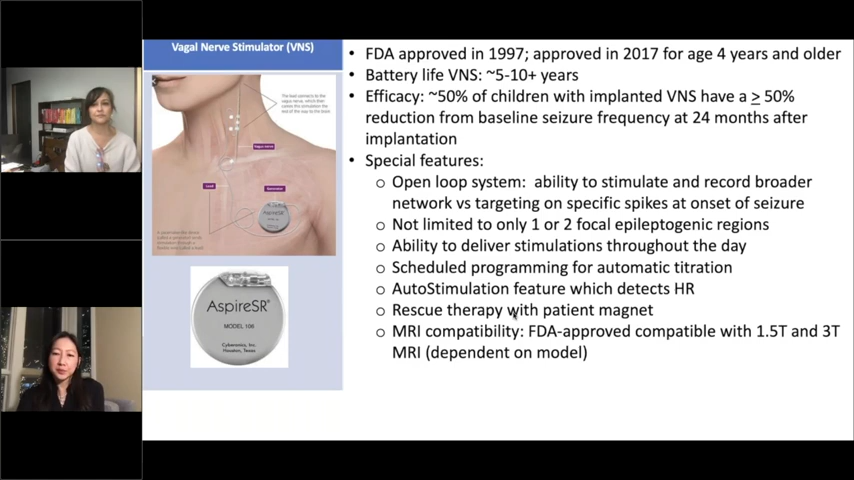 Vagal Nerve Stimulator (VNS)
Vagus nerve
Lead
Generator
AspireSR
AspireSR
MODEL 106
Cyberonics, Inc.
Houston, Texas
• FDA approved in 1997; approved in 2017 for age 4 years and older
• Battery life VNS: ~5-10+ years
• Efficacy: ~50% of children with implanted VNS have a > 50%
reduction from baseline seizure frequency at 24 months after
implantation
• Special features:
o Open loop system: ability to stimulate and record broader
network vs targeting on specific spikes at onset of seizure
o Not limited to only 1 or 2 focal epileptogenic regions
o Ability to deliver stimulations throughout the day
o Scheduled programming for automatic titration
o AutoStimulation feature which detects HR
o Rescue therapy with patient magnet
o MRI compatibility: FDA-approved compatible with 1.5T and 3T
MRI (dependent on model)